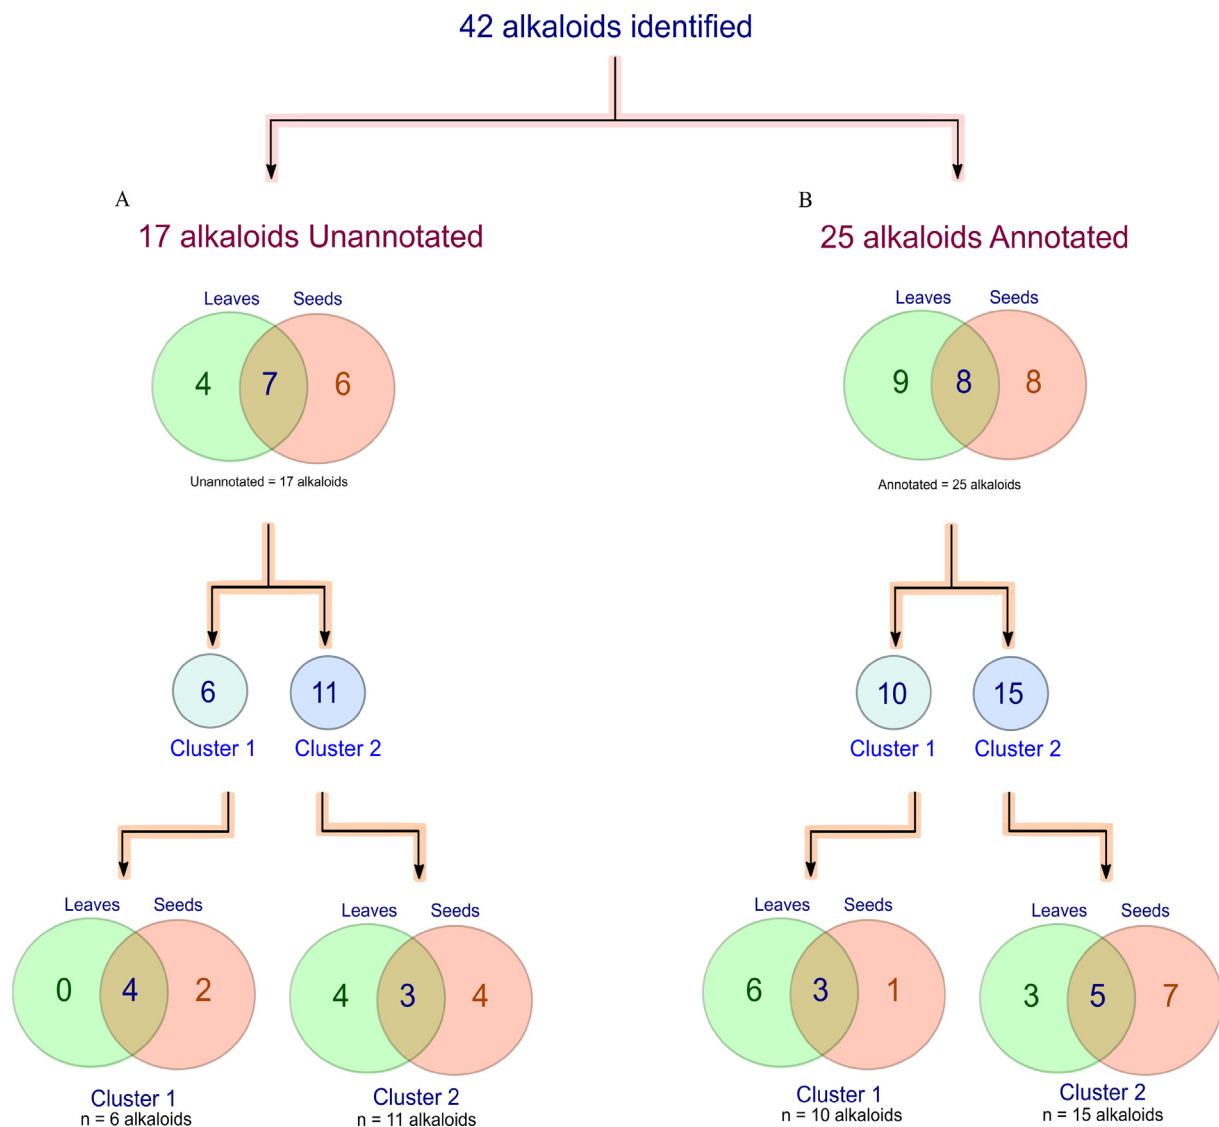 42 alkaloids identified
A
B
17 alkaloids Unannotated
25 alkaloids Annotated
Leaves Seeds
4 7 6
Unannotated = 17 alkaloids
Leaves Seeds
9 8 8
Annotated = 25 alkaloids
6 11
Cluster 1 Cluster 2
10 15
Cluster 1 Cluster 2
Leaves Seeds
0 4 2
Cluster 1
n = 6 alkaloids
Leaves Seeds
4 3 4
Cluster 2
n = 11 alkaloids
Leaves Seeds
6 3 1
Cluster 1
n = 10 alkaloids
Leaves Seeds
3 5 7
Cluster 2
n = 15 alkaloids